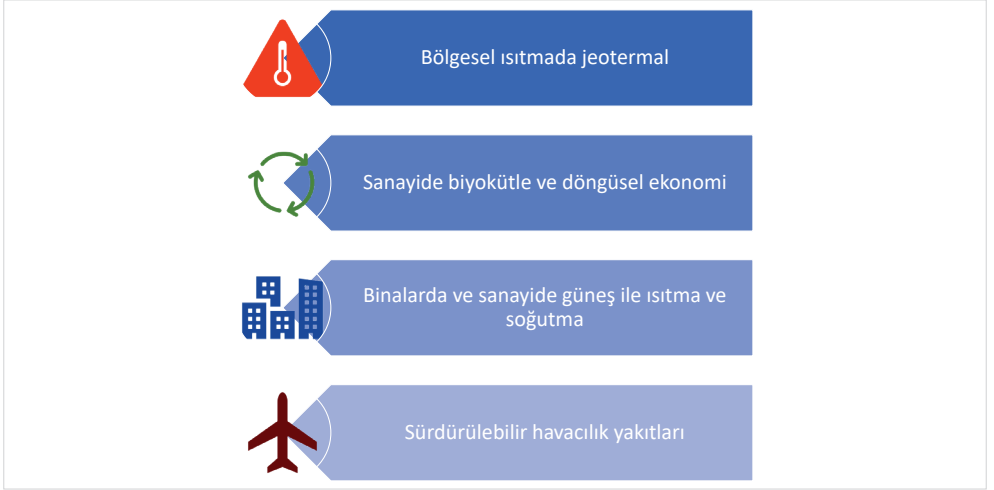 Bölgesel ısıtmada jeotermal
Sanayide biyokütle ve döngüsel ekonomi
Binalarda ve sanayide güneş ile ısıtma ve
soğutma
Sürdürülebilir havacılık yakıtları